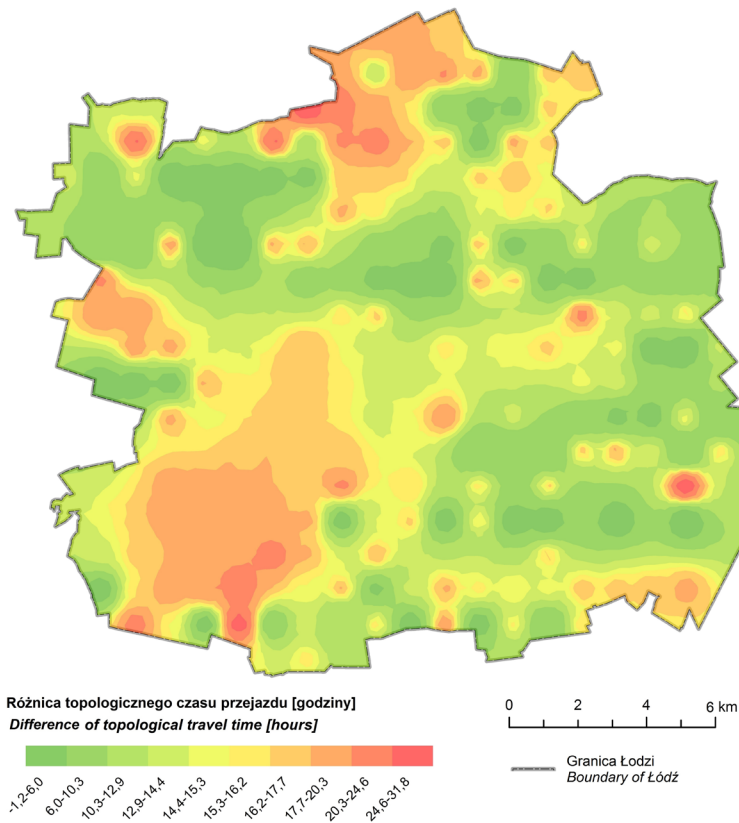 Różnica topologicznego czasu przejazdu [godziny]
Difference of topological travel time [hours]
-1,2-6,0
6,0-10,3
10,3-12,9
12,9-14,4
14,4-15,3
15,3-16,2
16,2-17,7
17,7-20,3
20,3-24,6
24,6-31,8
0 2 4 6 km
Granica Łodzi
Boundary of Łódź